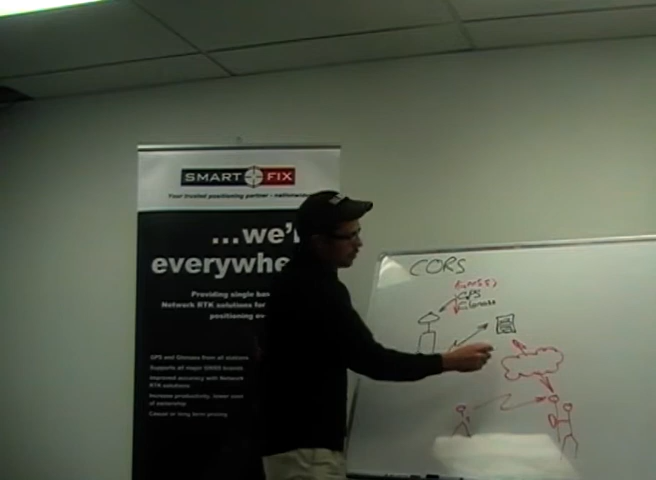 SMART FIX
Your trusted positioning partner - nationwide
...we'r
everywhe
Providing single bas
Network RTK solutions for
positioning
GPS and Glonass from all stations
Supports all major GNSS brands
Improved accuracy with Network
RTK solutions
Increase productivity, lower cost
of ownership
Casual or long term pricing
CORS
GPS
Glonass